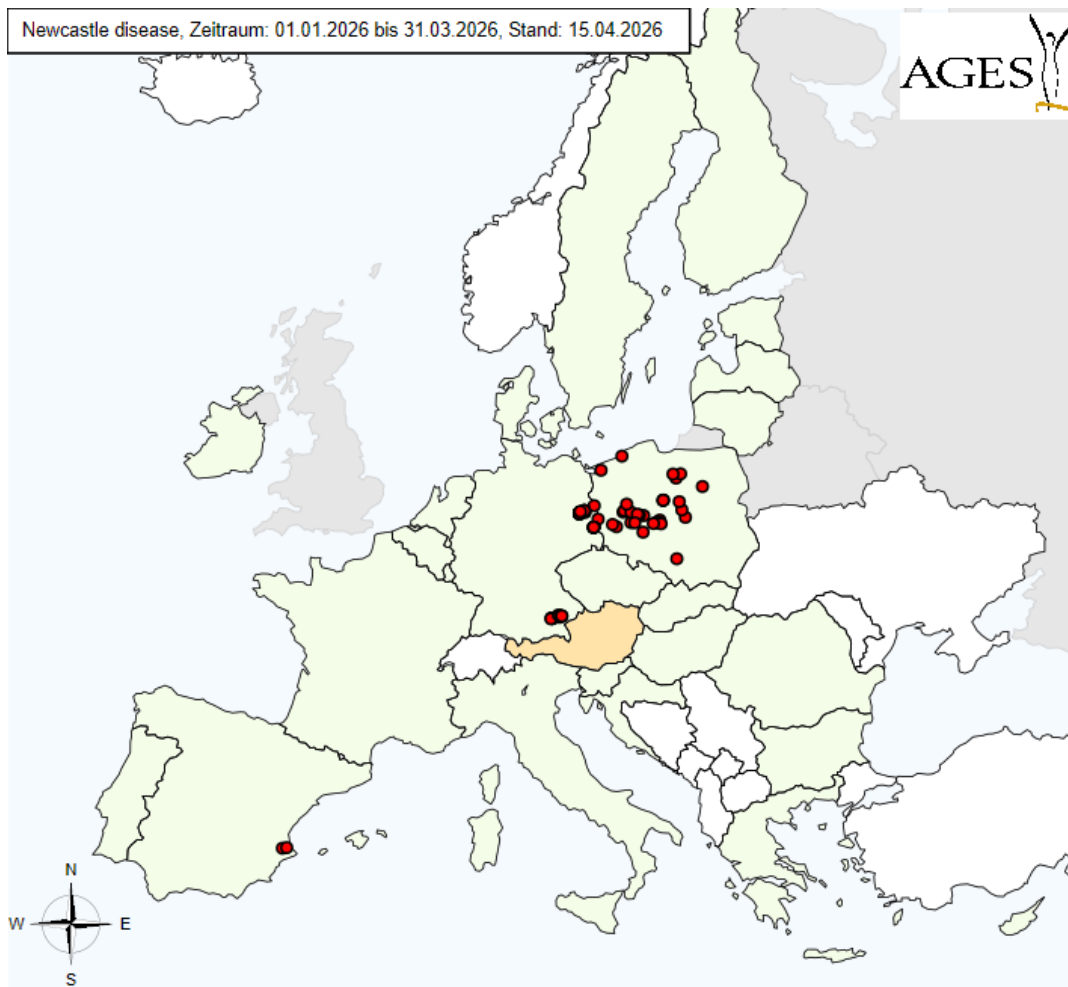 Newcastle disease, Zeitraum: 01.01.2026 bis 31.03.2026, Stand: 15.04.2026
AGES
N
W E
S